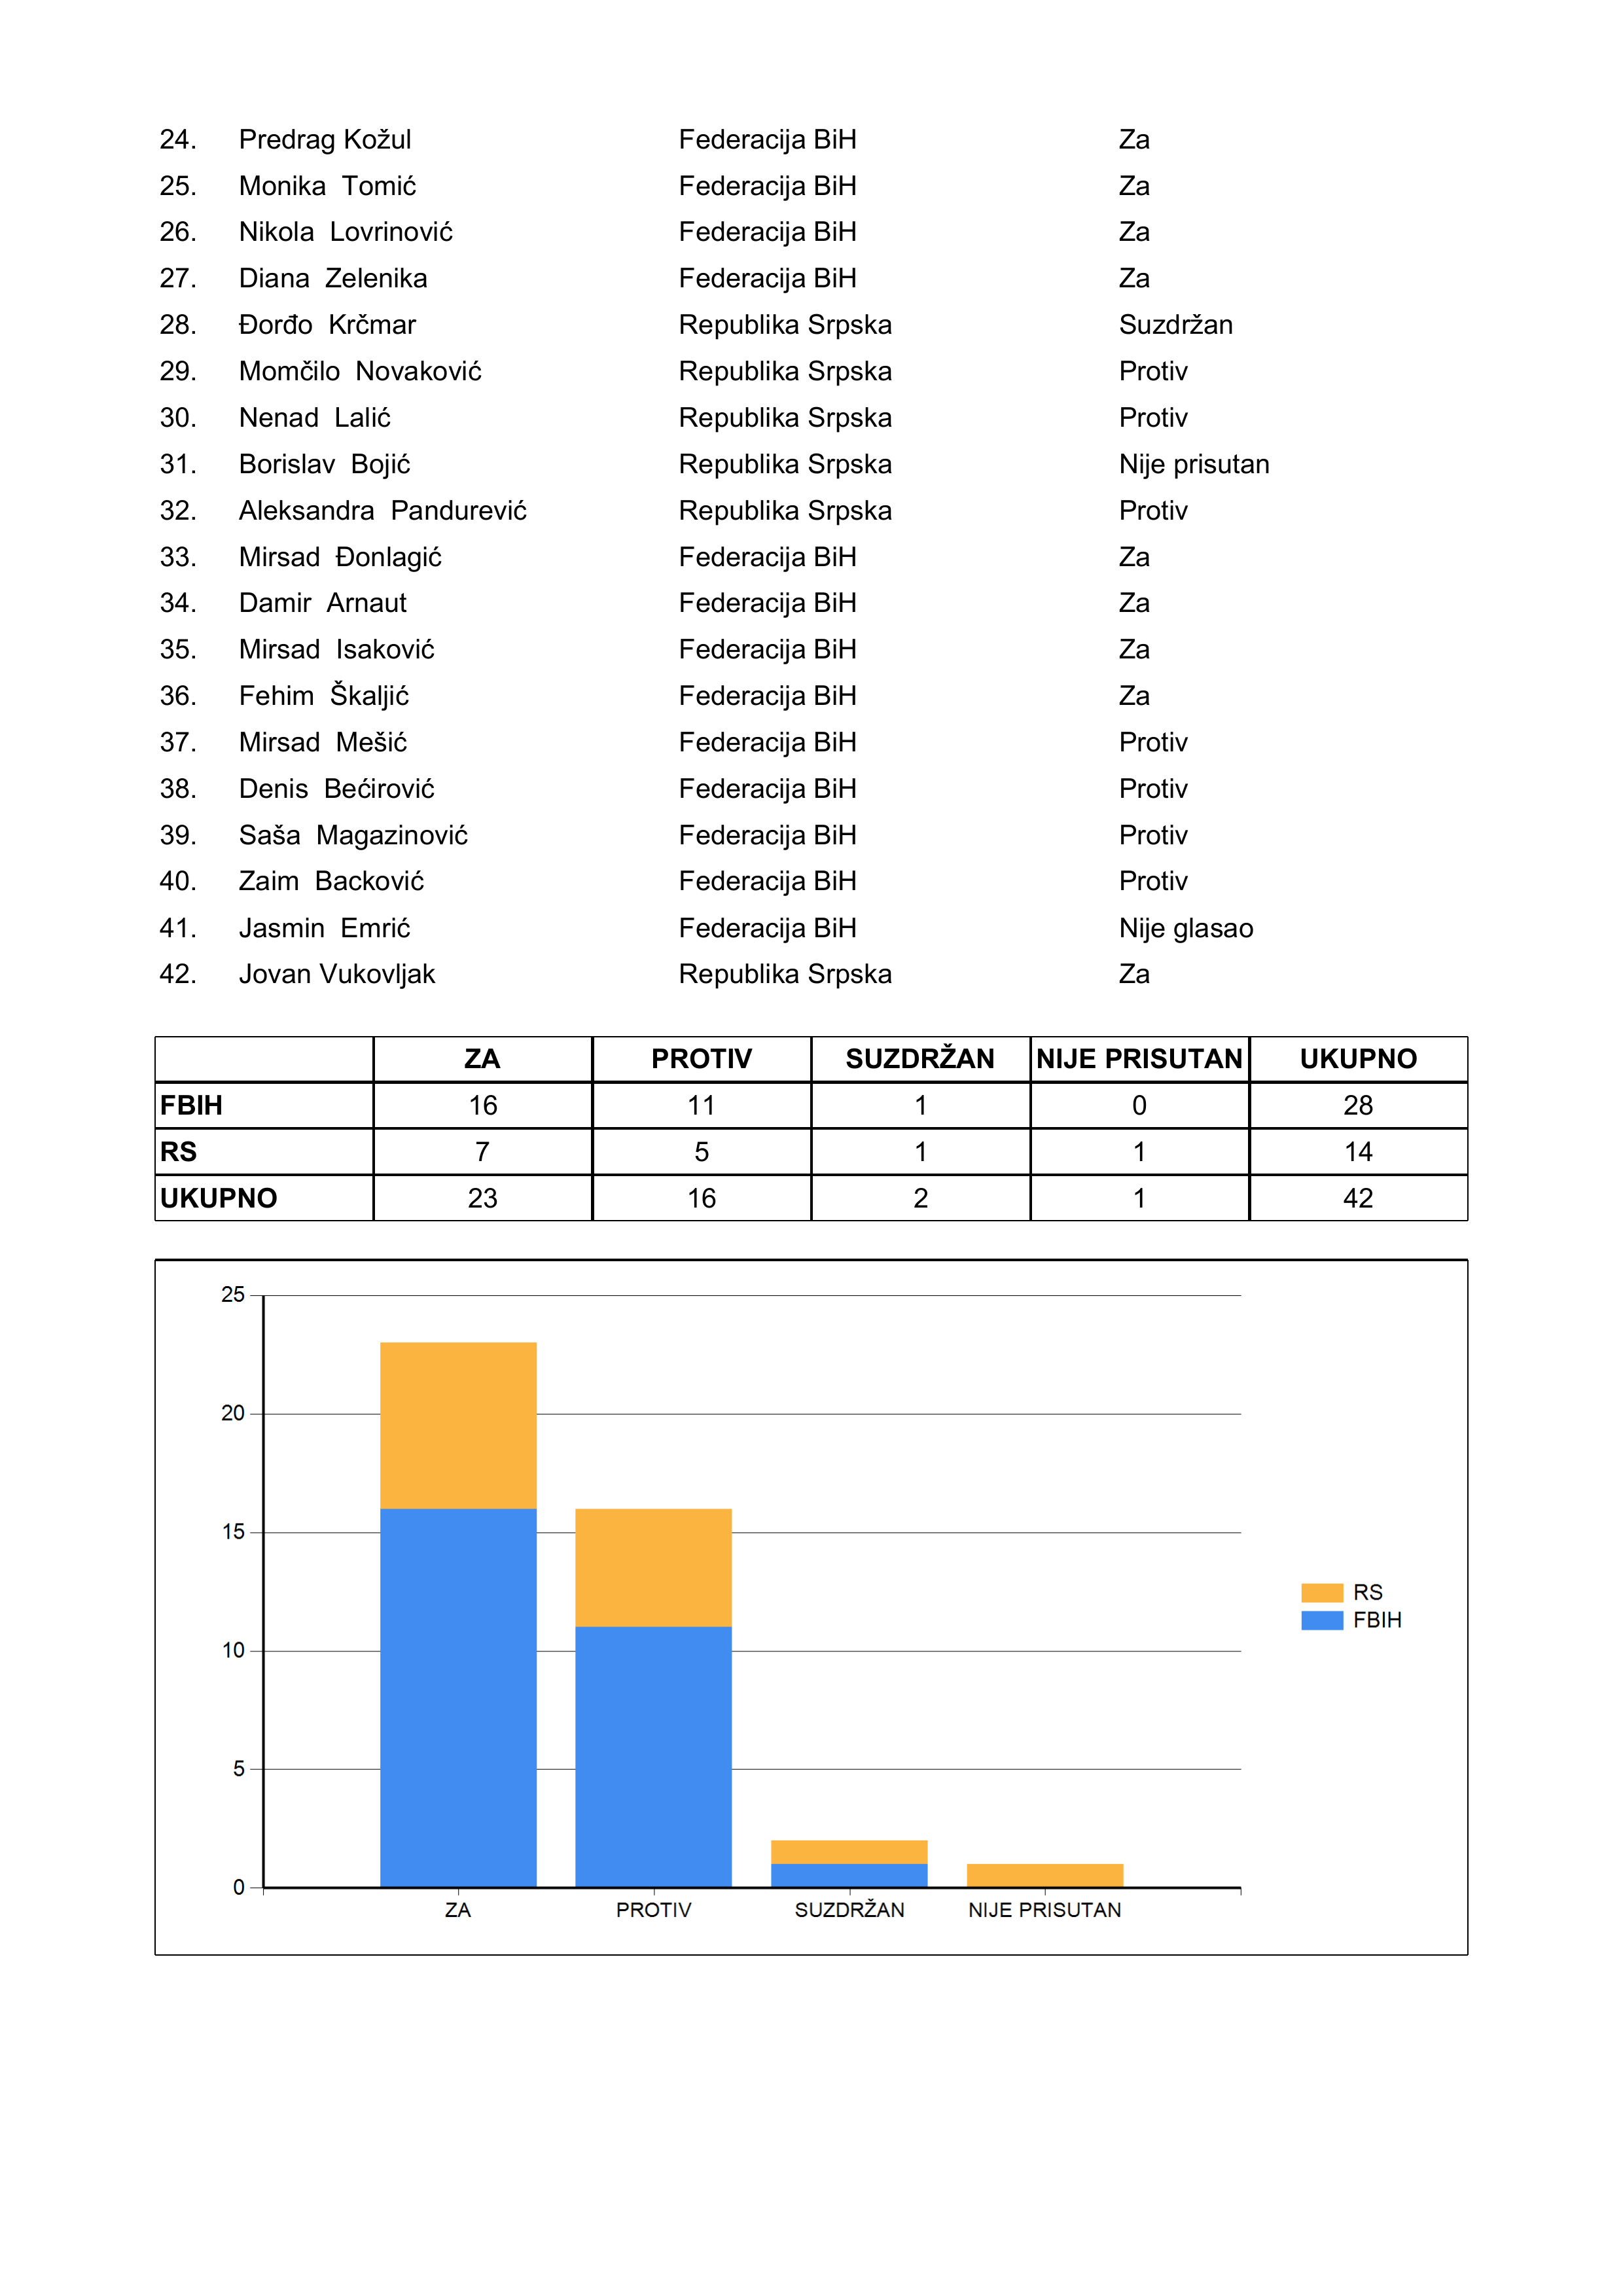 24. Predrag Kožul Federacija BiH Za
25. Monika Tomić Federacija BiH Za
26. Nikola Lovrinović Federacija BiH Za
27. Diana Zelenika Federacija BiH Za
28. Đorđo Krčmar Republika Srpska Suzdržan
29. Momčilo Novaković Republika Srpska Protiv
30. Nenad Lalić Republika Srpska Protiv
31. Borislav Bojić Republika Srpska Nije prisutan
32. Aleksandra Pandurević Republika Srpska Protiv
33. Mirsad Đonlagić Federacija BiH Za
34. Damir Arnaut Federacija BiH Za
35. Mirsad Isaković Federacija BiH Za
36. Fehim Škaljić Federacija BiH Za
37. Mirsad Mešić Federacija BiH Protiv
38. Denis Bećirović Federacija BiH Protiv
39. Saša Magazinović Federacija BiH Protiv
40. Zaim Backović Federacija BiH Protiv
41. Jasmin Emrić Federacija BiH Nije glasao
42. Jovan Vukovljak Republika Srpska Za
ZA PROTIV SUZDRŽAN NIJE PRISUTAN UKUPNO
FBIH 16 11 1 0 28
RS 7 5 1 1 14
UKUPNO 23 16 2 1 42
25
20
15
10
5
0
ZA PROTIV SUZDRŽAN NIJE PRISUTAN
RS
FBIH